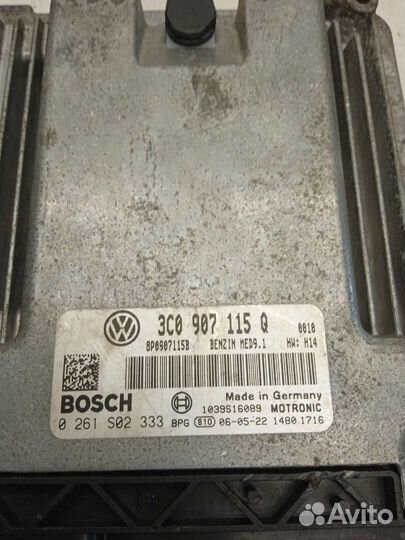 3C0 907 115 Q 0010
8P0907115B BENZIN MED9.1 HW: H14
BOSCH Made in Germany
1039S16089 MOTRONIC
0 261 S02 333 BPG 810 06-05-22 1480 1716
Avito